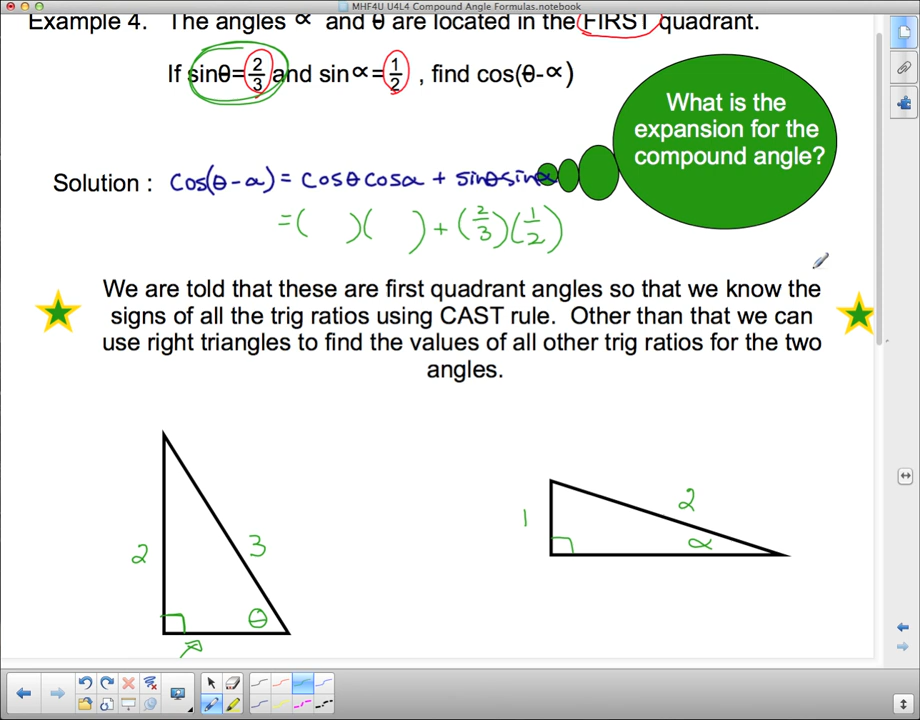 MHF4U U4L4 Compound Angle Formulas.notebook
Example 4. The angles ∝ and θ are located in the FIRST quadrant.
If sinθ=2/3 and sin∝=1/2 , find cos(θ-∝)
What is the
expansion for the
compound angle?
Solution : cos(θ-α) = cosθcosα + sinθsinα
= ( )( ) + (2/3)(1/2)
We are told that these are first quadrant angles so that we know the
signs of all the trig ratios using CAST rule. Other than that we can
use right triangles to find the values of all other trig ratios for the two
angles.
2
3
θ
1
2
α